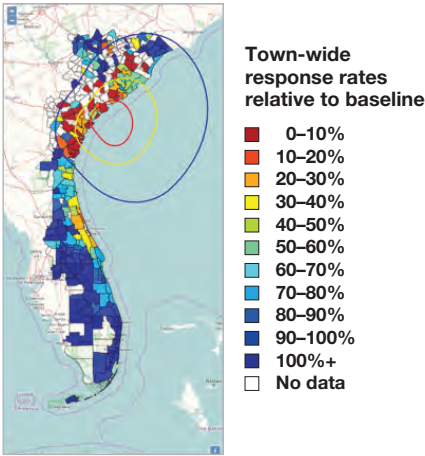 Town-wide
response rates
relative to baseline
0–10%
10–20%
20–30%
30–40%
40–50%
50–60%
60–70%
70–80%
80–90%
90–100%
100%+
No data